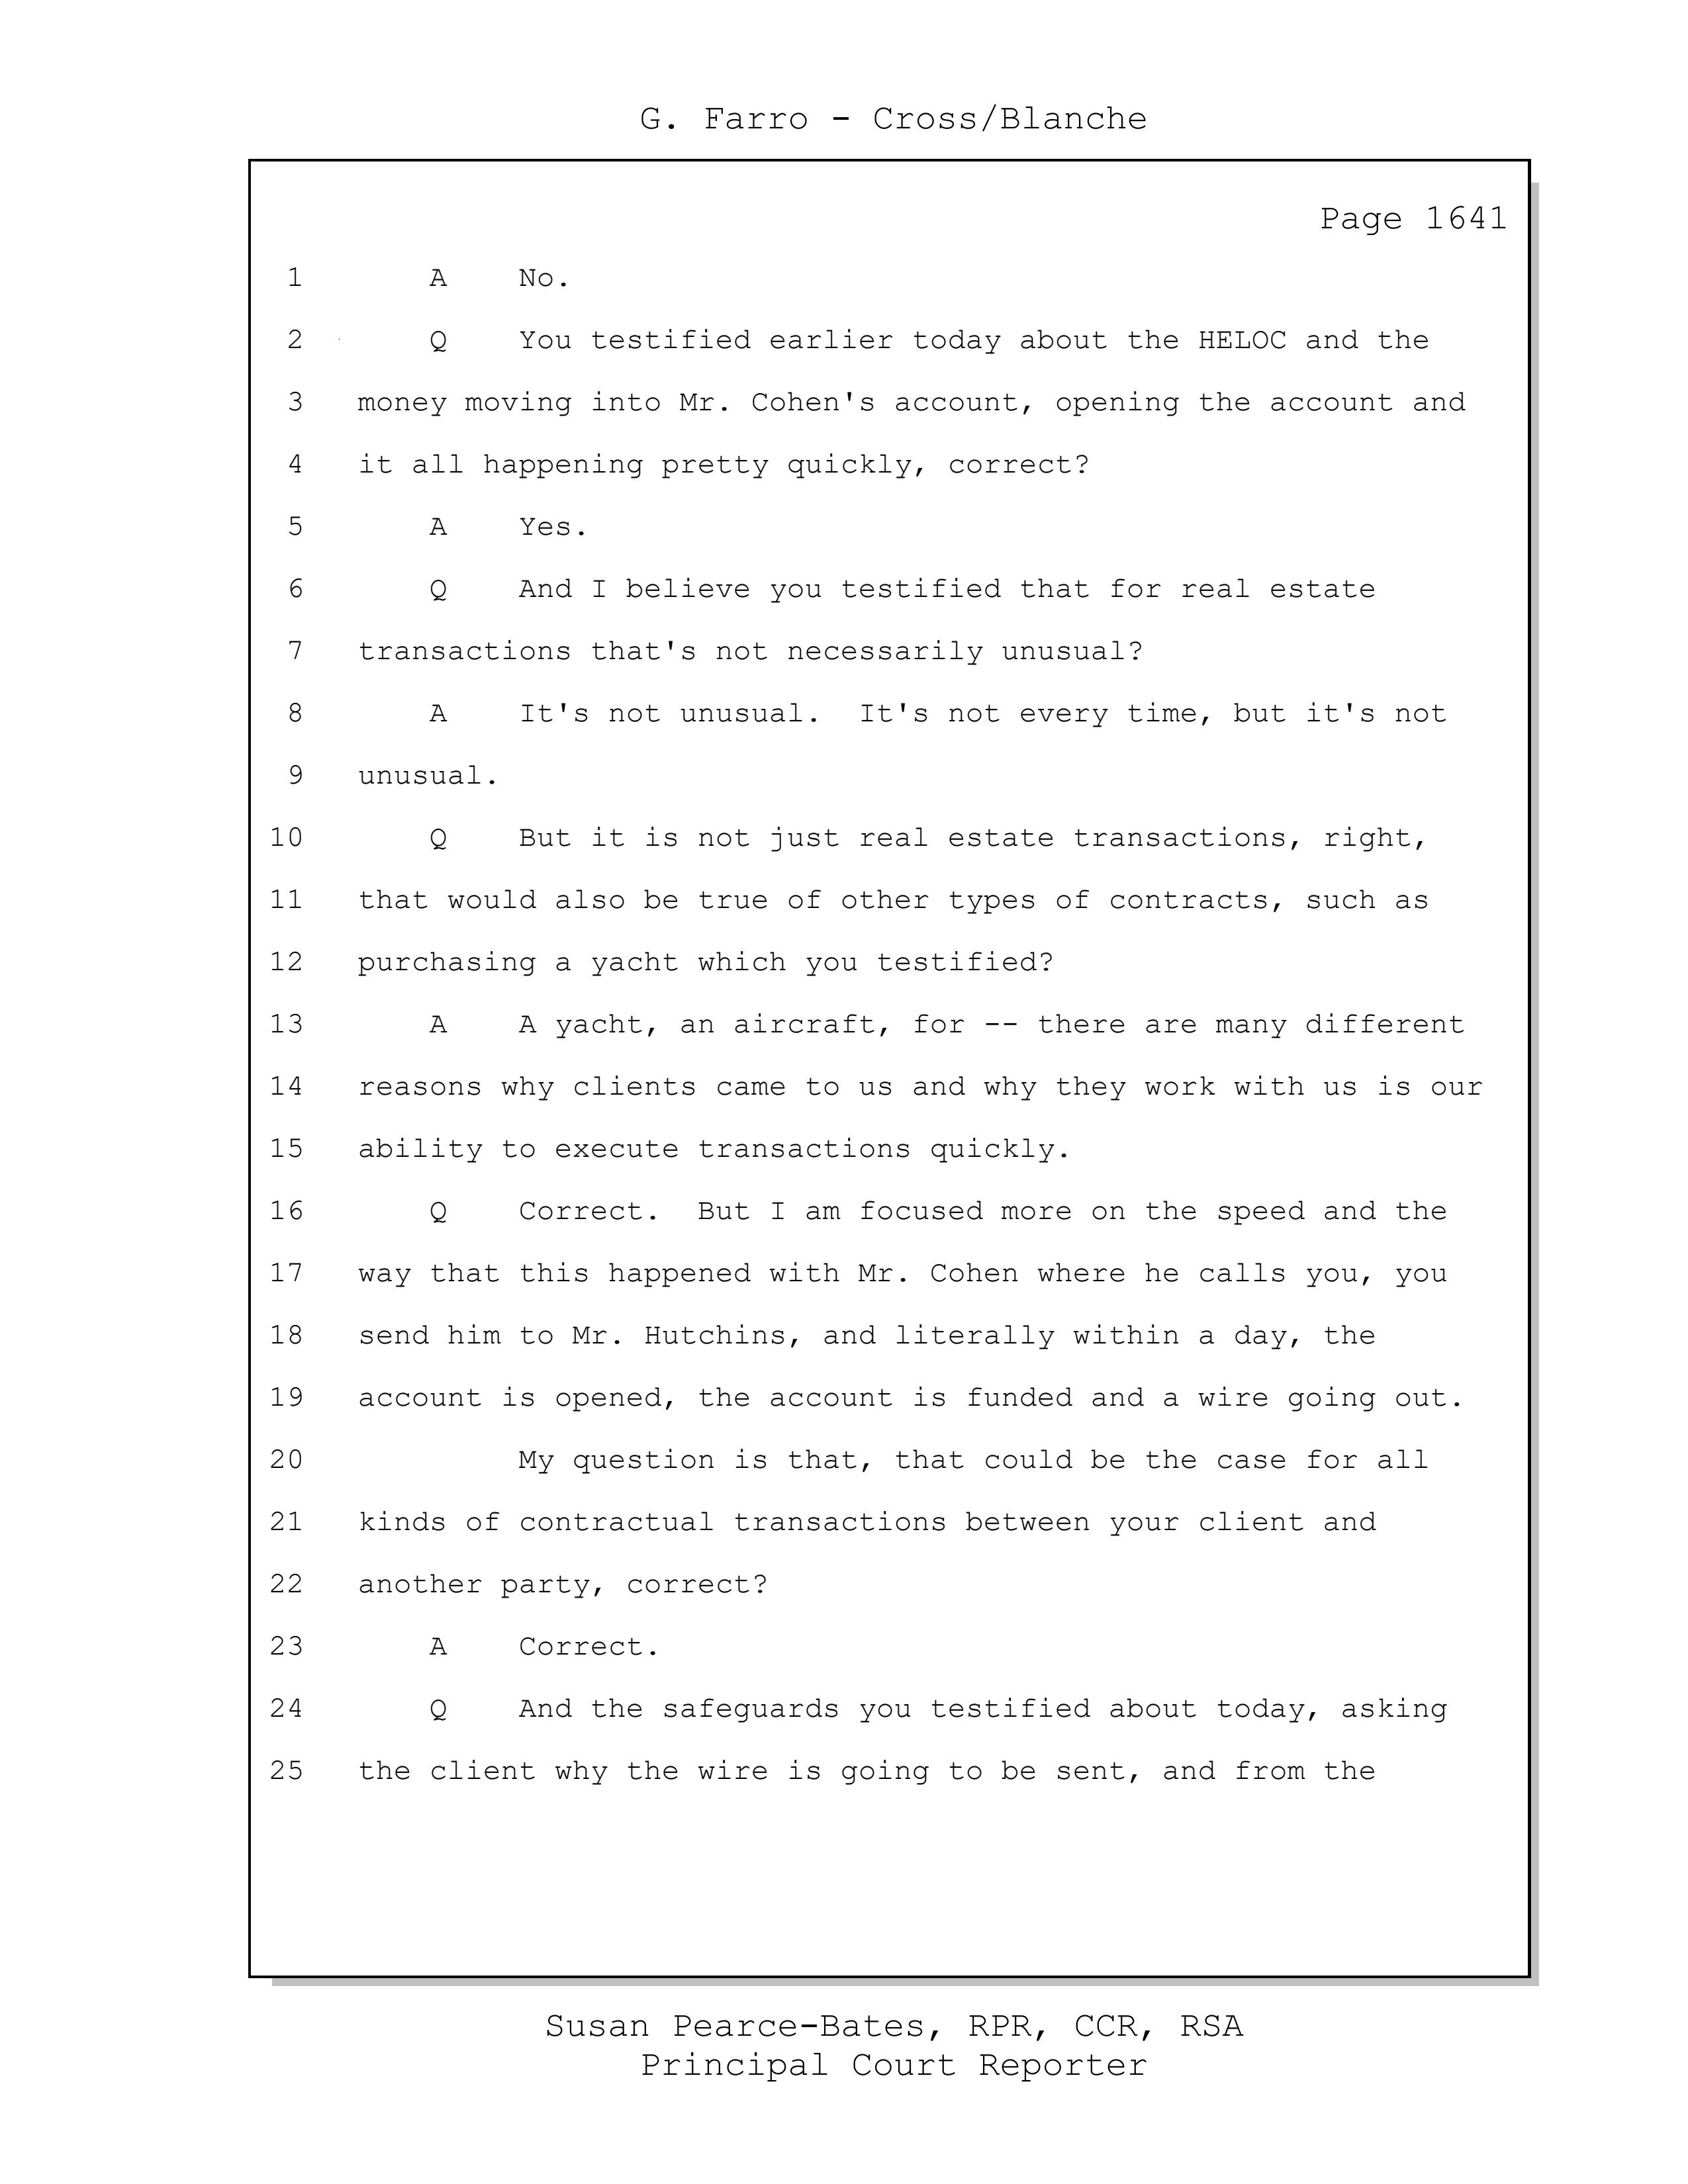 G. Farro - Cross/Blanche
Page 1641
1 A No.
2 Q You testified earlier today about the HELOC and the
3 money moving into Mr. Cohen's account, opening the account and
4 it all happening pretty quickly, correct?
5 A Yes.
6 Q And I believe you testified that for real estate
7 transactions that's not necessarily unusual?
8 A It's not unusual. It's not every time, but it's not
9 unusual.
10 Q But it is not just real estate transactions, right,
11 that would also be true of other types of contracts, such as
12 purchasing a yacht which you testified?
13 A A yacht, an aircraft, for -- there are many different
14 reasons why clients came to us and why they work with us is our
15 ability to execute transactions quickly.
16 Q Correct. But I am focused more on the speed and the
17 way that this happened with Mr. Cohen where he calls you, you
18 send him to Mr. Hutchins, and literally within a day, the
19 account is opened, the account is funded and a wire going out.
20 My question is that, that could be the case for all
21 kinds of contractual transactions between your client and
22 another party, correct?
23 A Correct.
24 Q And the safeguards you testified about today, asking
25 the client why the wire is going to be sent, and from the
Susan Pearce-Bates, RPR, CCR, RSA
Principal Court Reporter